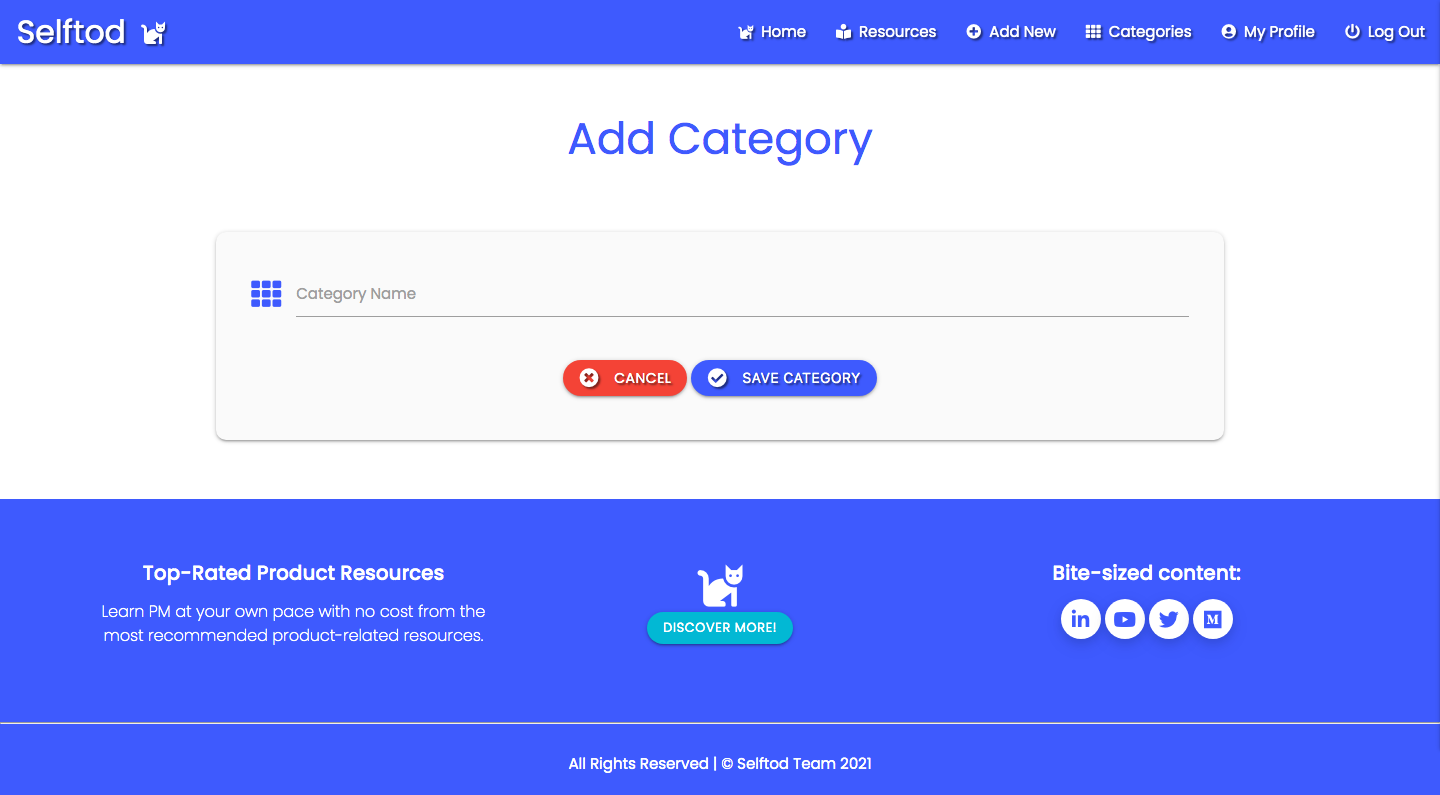 Selftod
Home Resources Add New Categories My Profile Log Out
Add Category
Category Name
CANCEL SAVE CATEGORY
Top-Rated Product Resources
Learn PM at your own pace with no cost from the
most recommended product-related resources.
DISCOVER MORE!
Bite-sized content:
All Rights Reserved | © Selftod Team 2021